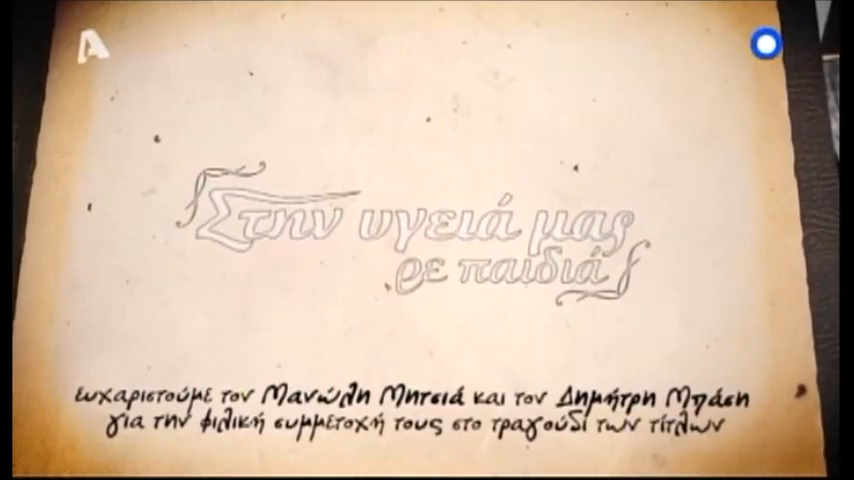 A
Στην υγειά μας
ρε παιδιά
ευχαριστούμε τον Μανώλη Μητσιά και τον Δημήτρη Μπάση
για την φιλική συμμετοχή τους στο τραγούδι των τίτλων